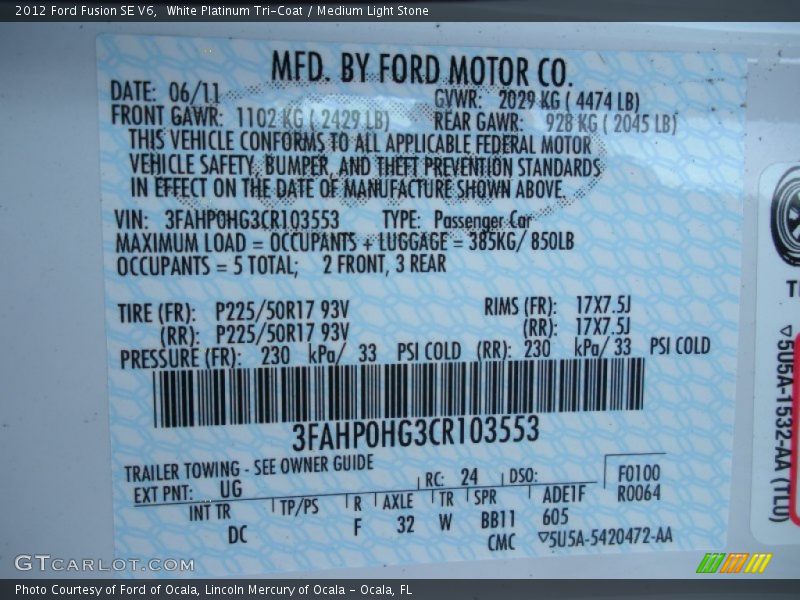 2012 Ford Fusion SE V6,  White Platinum Tri-Coat / Medium Light Stone
MFD. BY FORD MOTOR CO.
DATE: 06/11 GVWR: 2029 KG ( 4474 LB)
FRONT GAWR: 1102 KG ( 2429 LB) REAR GAWR: 928 KG ( 2045 LB)
THIS VEHICLE CONFORMS TO ALL APPLICABLE FEDERAL MOTOR
VEHICLE SAFETY, BUMPER, AND THEFT PREVENTION STANDARDS
IN EFFECT ON THE DATE OF MANUFACTURE SHOWN ABOVE.
VIN: 3FAHP0HG3CR103553 TYPE: Passenger Car
MAXIMUM LOAD = OCCUPANTS + LUGGAGE = 385KG/ 850LB
OCCUPANTS = 5 TOTAL; 2 FRONT, 3 REAR
TIRE (FR): P225/50R17 93V RIMS (FR): 17X7.5J
(RR): P225/50R17 93V (RR): 17X7.5J
PRESSURE (FR): 230 kPa/ 33 PSI COLD (RR): 230 kPa/ 33 PSI COLD
3FAHP0HG3CR103553
TRAILER TOWING - SEE OWNER GUIDE
EXT PNT: UG RC: 24 DSO: F0100
R0064
INT TR TP/PS R AXLE TR SPR ADE1F
DC F 32 W BB11 605
CMC ▽5U5A-5420472-AA
▽5U5A-1532-AA (TLU)
GTCARLOT.COM
Photo Courtesy of Ford of Ocala, Lincoln Mercury of Ocala - Ocala, FL